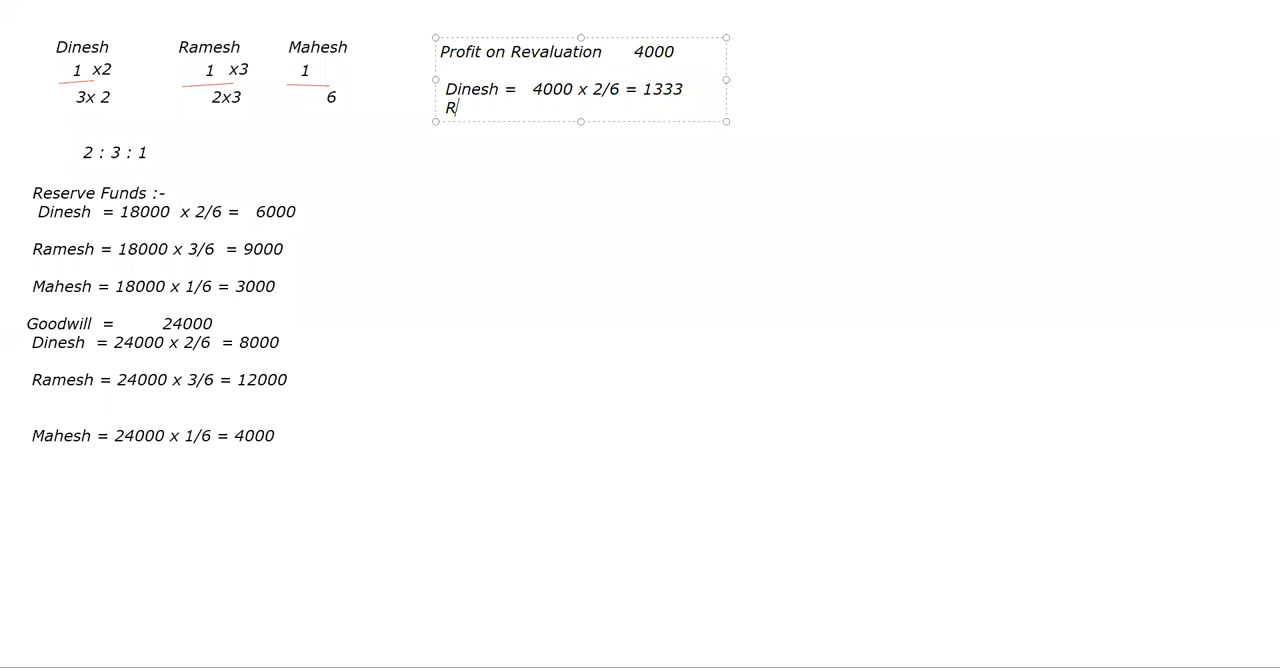 Dinesh Ramesh Mahesh
1 x2 1 x3 1
3x 2 2x3 6
2 : 3 : 1
Reserve Funds :-
Dinesh = 18000 x 2/6 = 6000
Ramesh = 18000 x 3/6 = 9000
Mahesh = 18000 x 1/6 = 3000
Goodwill = 24000
Dinesh = 24000 x 2/6 = 8000
Ramesh = 24000 x 3/6 = 12000
Mahesh = 24000 x 1/6 = 4000
Profit on Revaluation 4000
Dinesh = 4000 x 2/6 = 1333
R